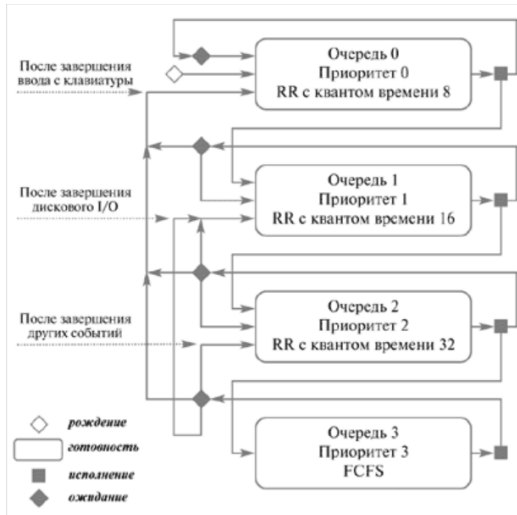 После завершения
ввода с клавиатуры
Очередь 0
Приоритет 0
RR с квантом времени 8
После завершения
дискового I/O
Очередь 1
Приоритет 1
RR с квантом времени 16
После завершения
других событий
Очередь 2
Приоритет 2
RR с квантом времени 32
Очередь 3
Приоритет 3
FCFS
рождение
готовность
исполнение
ожидание